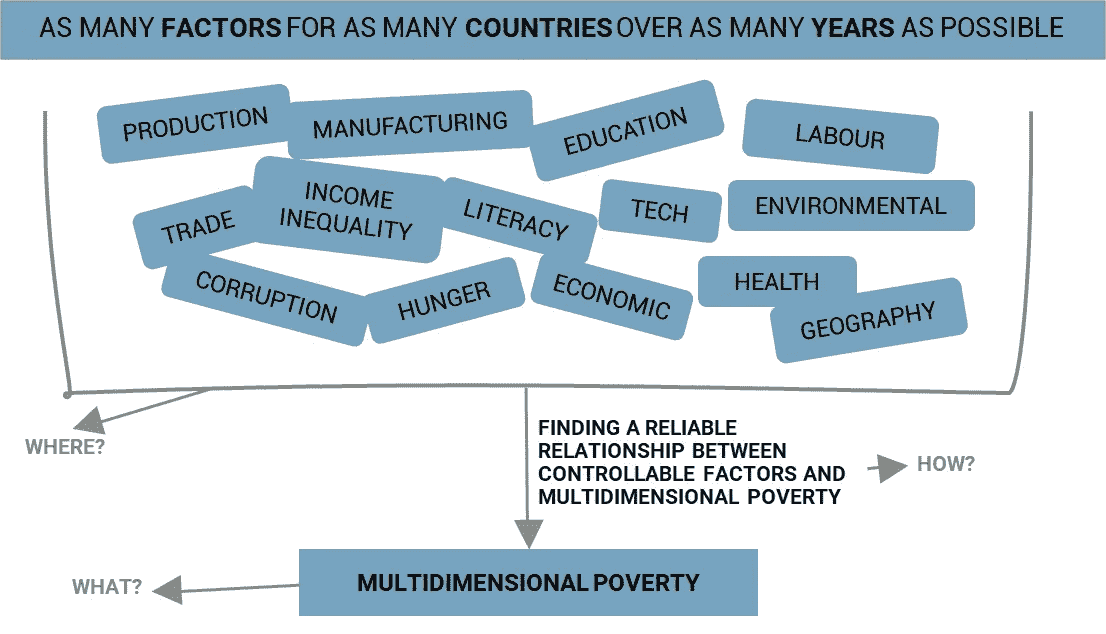 AS MANY FACTORS FOR AS MANY COUNTRIES OVER AS MANY YEARS AS POSSIBLE
PRODUCTION
MANUFACTURING
EDUCATION
LABOUR
TRADE
INCOME
INEQUALITY
LITERACY
TECH
ENVIRONMENTAL
CORRUPTION
HUNGER
ECONOMIC
HEALTH
GEOGRAPHY
WHERE?
FINDING A RELIABLE
RELATIONSHIP BETWEEN
CONTROLLABLE FACTORS AND
MULTIDIMENSIONAL POVERTY
HOW?
WHAT?
MULTIDIMENSIONAL POVERTY